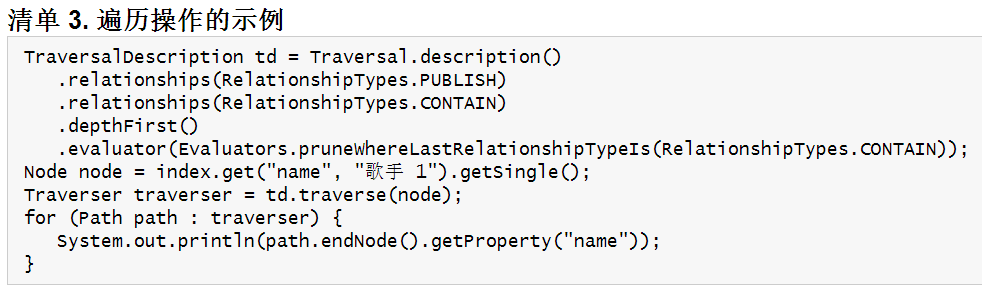 清单 3. 遍历操作的示例
TraversalDescription td = Traversal.description()
   .relationships(RelationshipTypes.PUBLISH)
   .relationships(RelationshipTypes.CONTAIN)
   .depthFirst()
   .evaluator(Evaluators.pruneWhereLastRelationshipTypeIs(RelationshipTypes.CONTAIN));
Node node = index.get("name", "歌手 1").getSingle();
Traverser traverser = td.traverse(node);
for (Path path : traverser) {
   System.out.println(path.endNode().getProperty("name"));
}